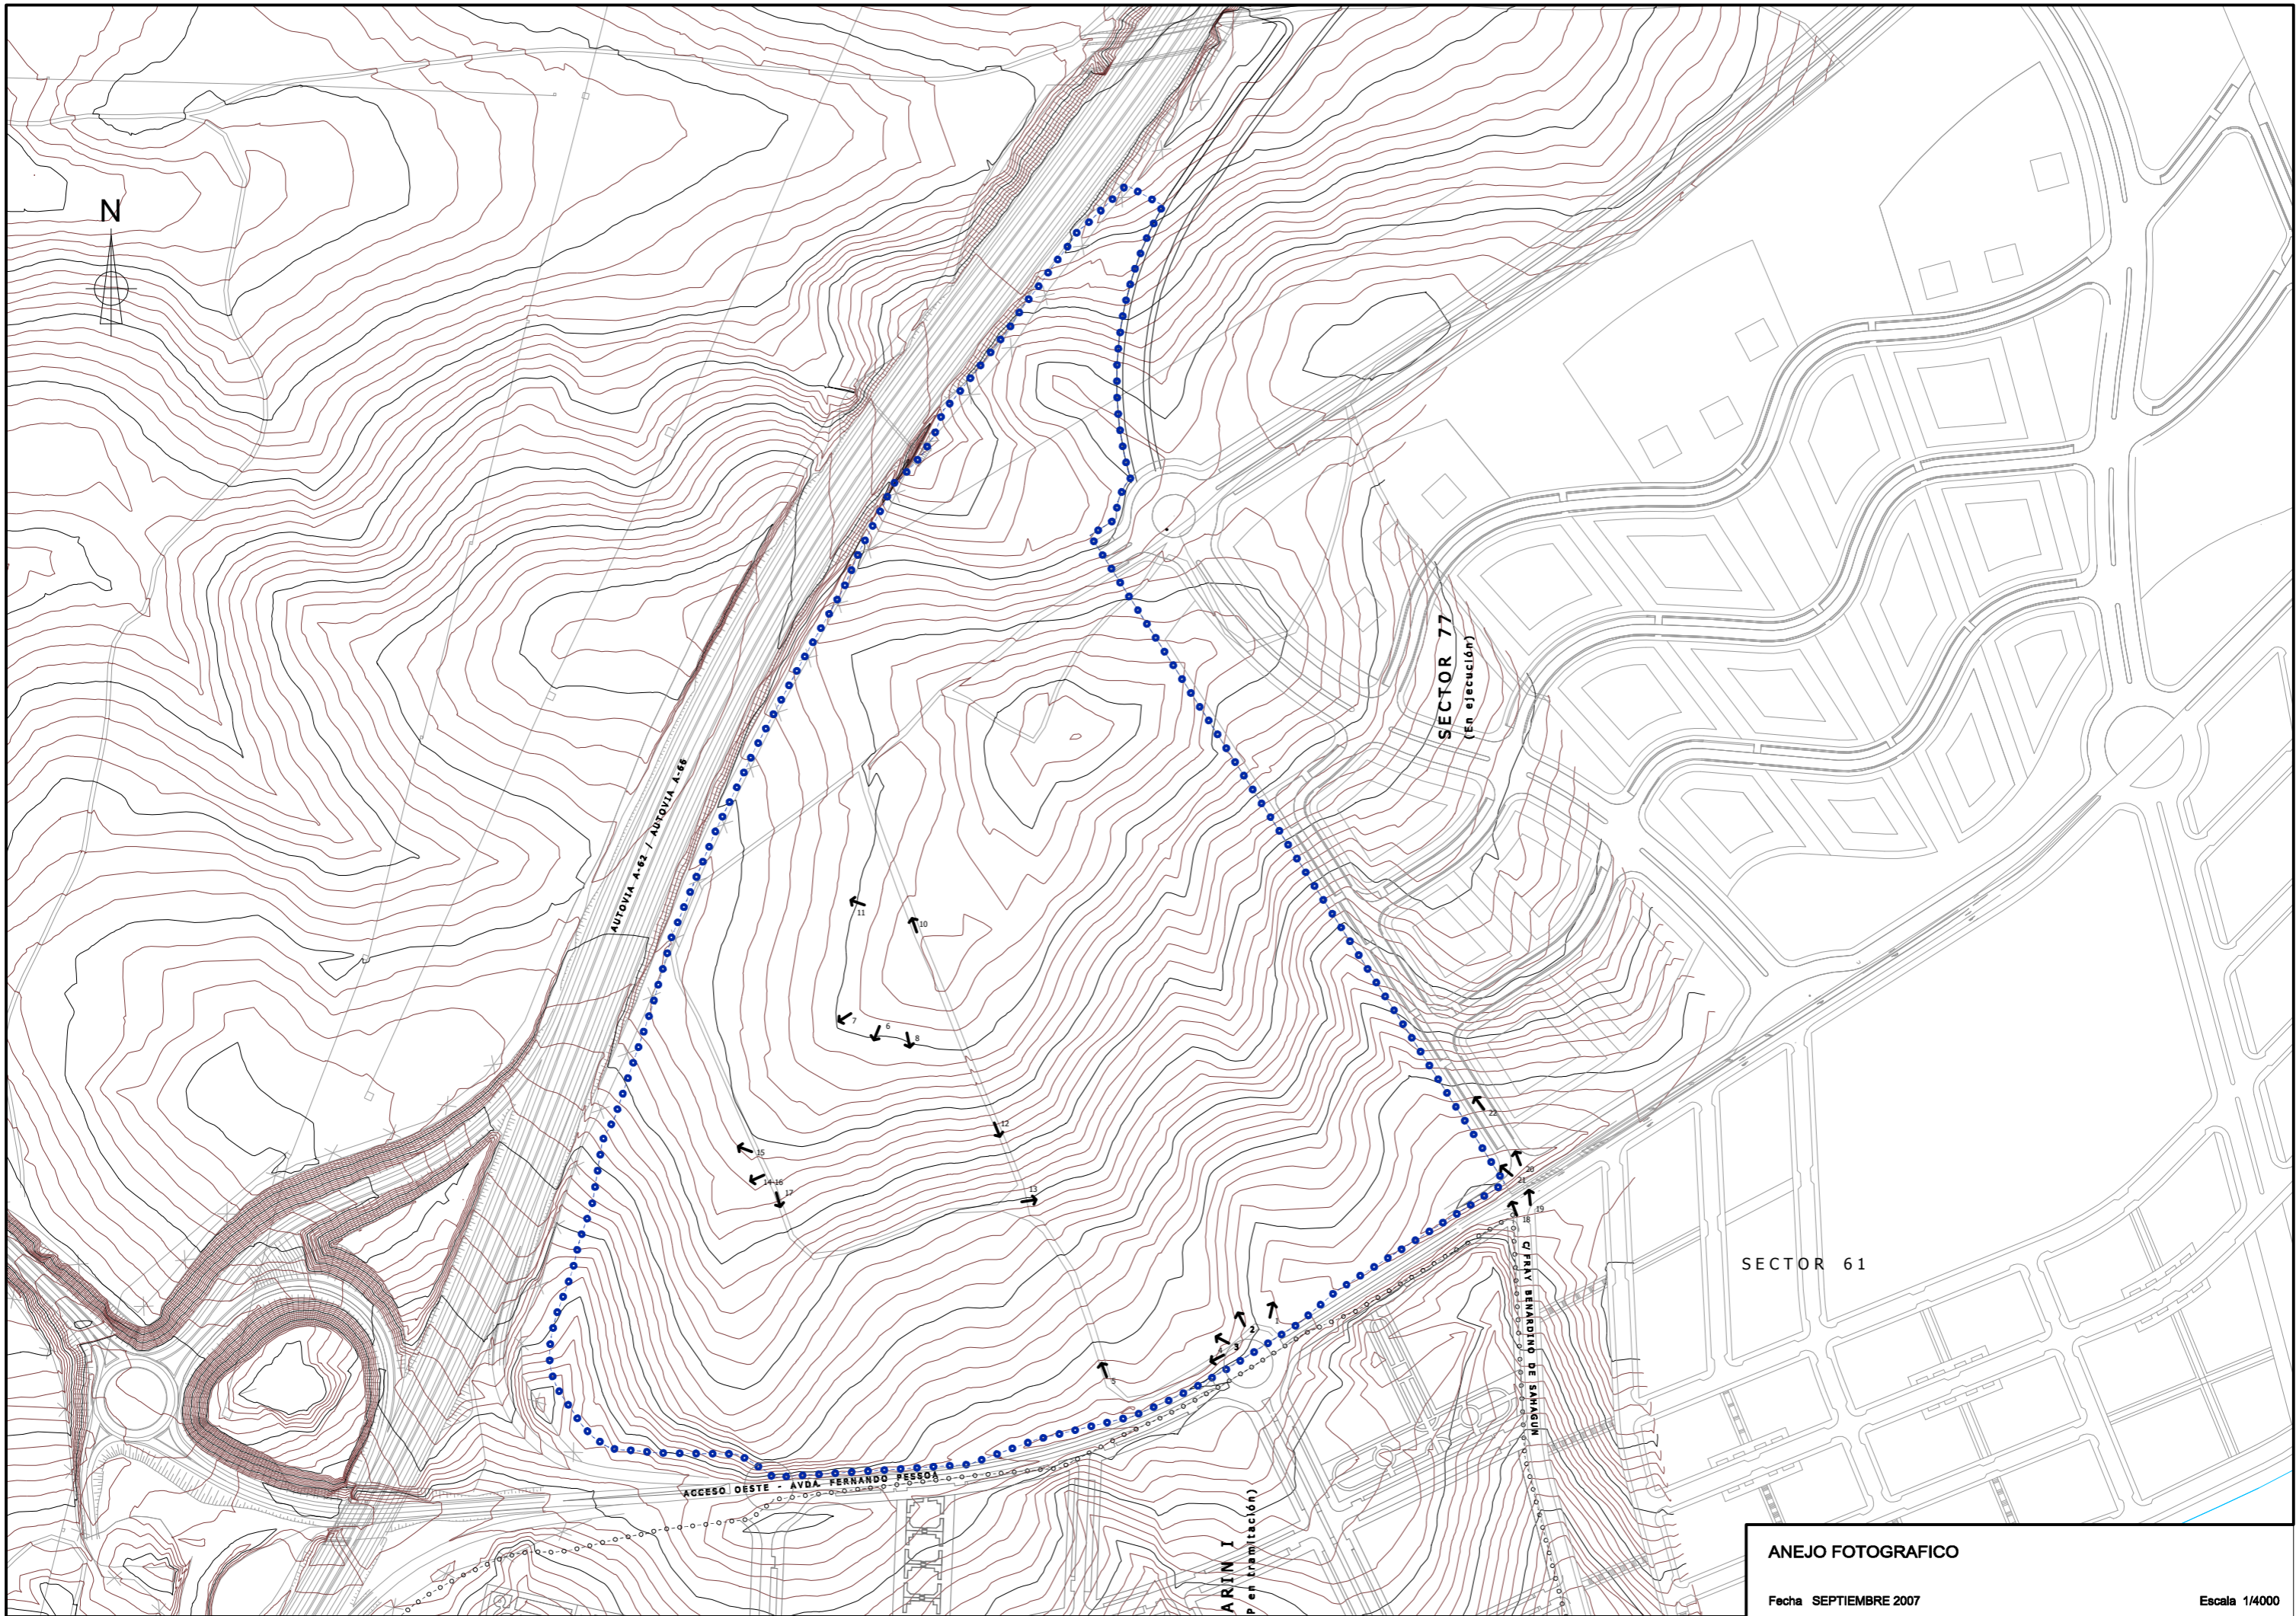 N
AUTOVIA A-62 / AUTOVIA A-66
SECTOR 77
(En ejecución)
11
10
7
6
8
12
15
14-16
17
13
22
20
21
19
18
C/ FRAY BENARDINO DE SAHAGUN
SECTOR 61
1
2
3
4
5
ACCESO OESTE - AVDA. FERNANDO PESSOA
ARIN I
P en tramitación)
ANEJO FOTOGRAFICO
Fecha SEPTIEMBRE 2007
Escala 1/4000